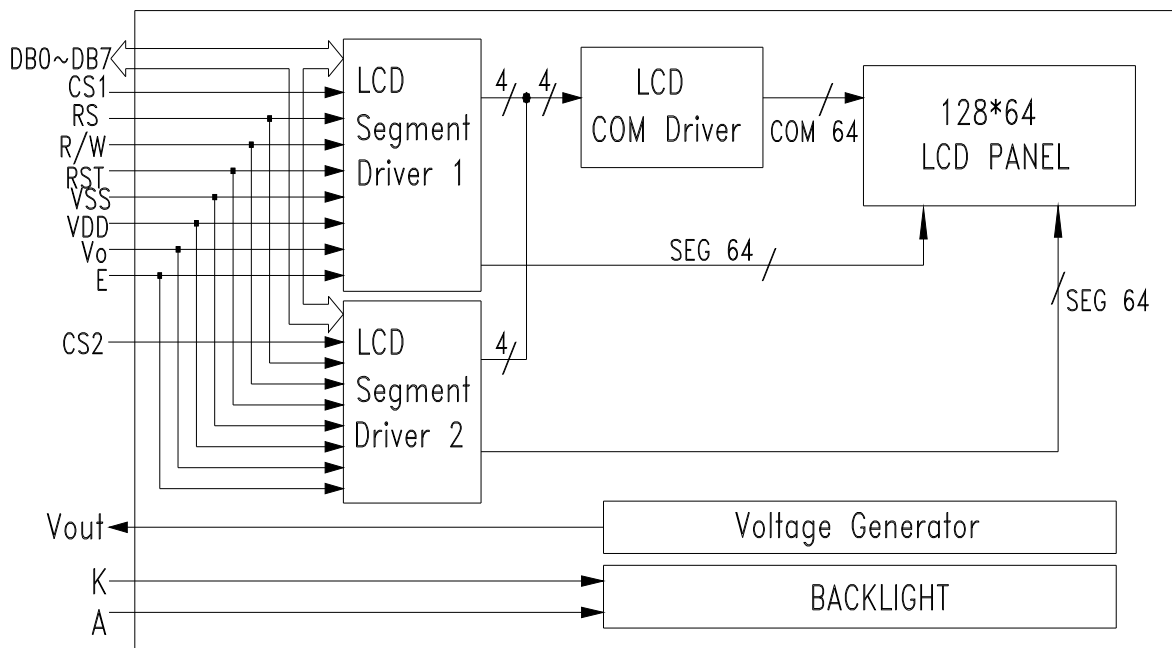 DB0~DB7
CS1
RS
R/W
RST
VSS
VDD
Vo
E
CS2
LCD
Segment
Driver 1
4
4
LCD
COM Driver
COM 64
128*64
LCD PANEL
SEG 64
SEG 64
LCD
Segment
Driver 2
4
Vout
Voltage Generator
K
A
BACKLIGHT